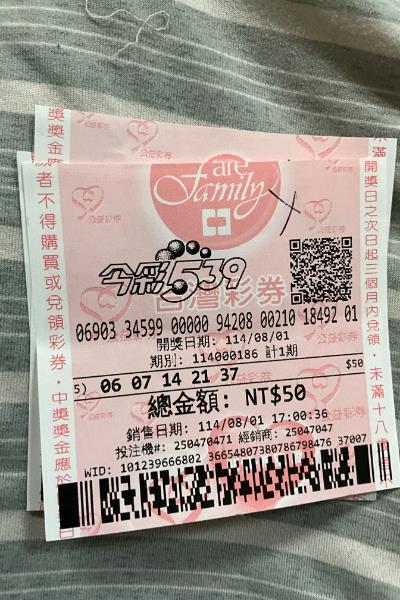 are
Family
今彩539
台灣彩券
06903 34599 00000 94208 00210 18492 01
開獎日期: 114/08/01
期別: 114000186 計1期
$50
5) 06 07 14 21 37
總金額: NT$50
銷售日期: 114/08/01 17:00:36
投注機#: 250470471 經銷商: 25047047
WID: 101239666802 36654807380786798476 37007
者不得購買或兌領彩券。中獎獎金應於
開獎日之次日起三個月內兌領。未滿十八歲
公益彩券